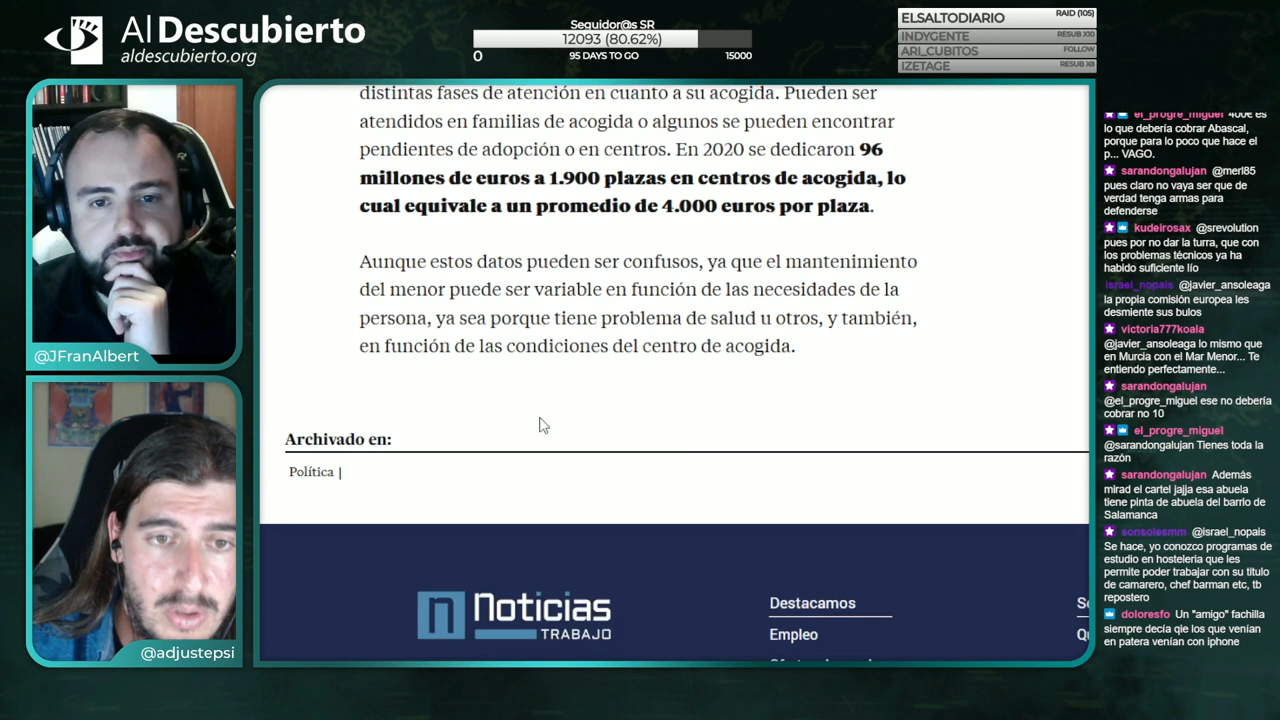 Al Descubierto
aldescubierto.org
Seguidor@s SR
12093 (80.62%)
0
95 DAYS TO GO
15000
ELSALTODIARIO
RAID (105)
INDYGENTE
RESUB X10
ARI_CUBITOS
FOLLOW
IZETAGE
RESUB X8
@JFranAlbert
@adjustepsi
distintas fases de atención en cuanto a su acogida. Pueden ser
atendidos en familias de acogida o algunos se pueden encontrar
pendientes de adopción o en centros. En 2020 se dedicaron 96
millones de euros a 1.900 plazas en centros de acogida, lo
cual equivale a un promedio de 4.000 euros por plaza.
Aunque estos datos pueden ser confusos, ya que el mantenimiento
del menor puede ser variable en función de las necesidades de la
persona, ya sea porque tiene problema de salud u otros, y también,
en función de las condiciones del centro de acogida.
Archivado en:
Política |
n Noticias
TRABAJO
Destacamos
Empleo
el_progre_miguel 400€ es
lo que debería cobrar Abascal,
porque para lo poco que hace el
p... VAGO.
sarandongalujan @merl85
pues claro no vaya ser que de
verdad tenga armas para
defenderse
kudeirosax @srevolution
pues por no dar la turra, que con
los problemas técnicos ya ha
habido suficiente lío
israel_nopais @javier_ansoleaga
la propia comisión europea les
desmiente sus bulos
victoria777koala
@javier_ansoleaga lo mismo que
en Murcia con el Mar Menor... Te
entiendo perfectamente...
sarandongalujan
@el_progre_miguel ese no debería
cobrar no 10
el_progre_miguel
@sarandongalujan Tienes toda la
razón
sarandongalujan Además
mirad el cartel jajja esa abuela
tiene pinta de abuela del barrio de
Salamanca
sonsolesmm @israel_nopais
Se hace, yo conozco programas de
estudio en hosteleria que les
permite poder trabajar con su titulo
de camarero, chef barman etc, tb
repostero
doloresfo Un "amigo" fachilla
siempre decía qie los que venían
en patera venían con iphone